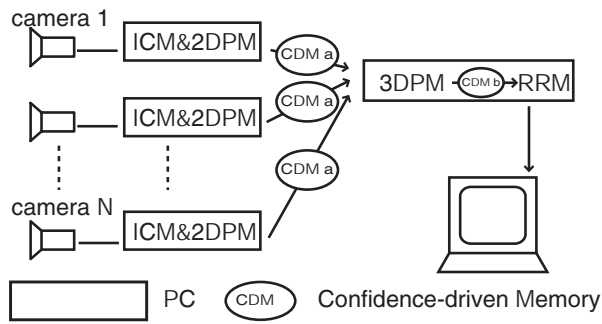 camera 1
ICM&2DPM
CDM a
ICM&2DPM
CDM a
3DPM
CDM b
RRM
CDM a
camera N
ICM&2DPM
PC
CDM
Confidence-driven Memory